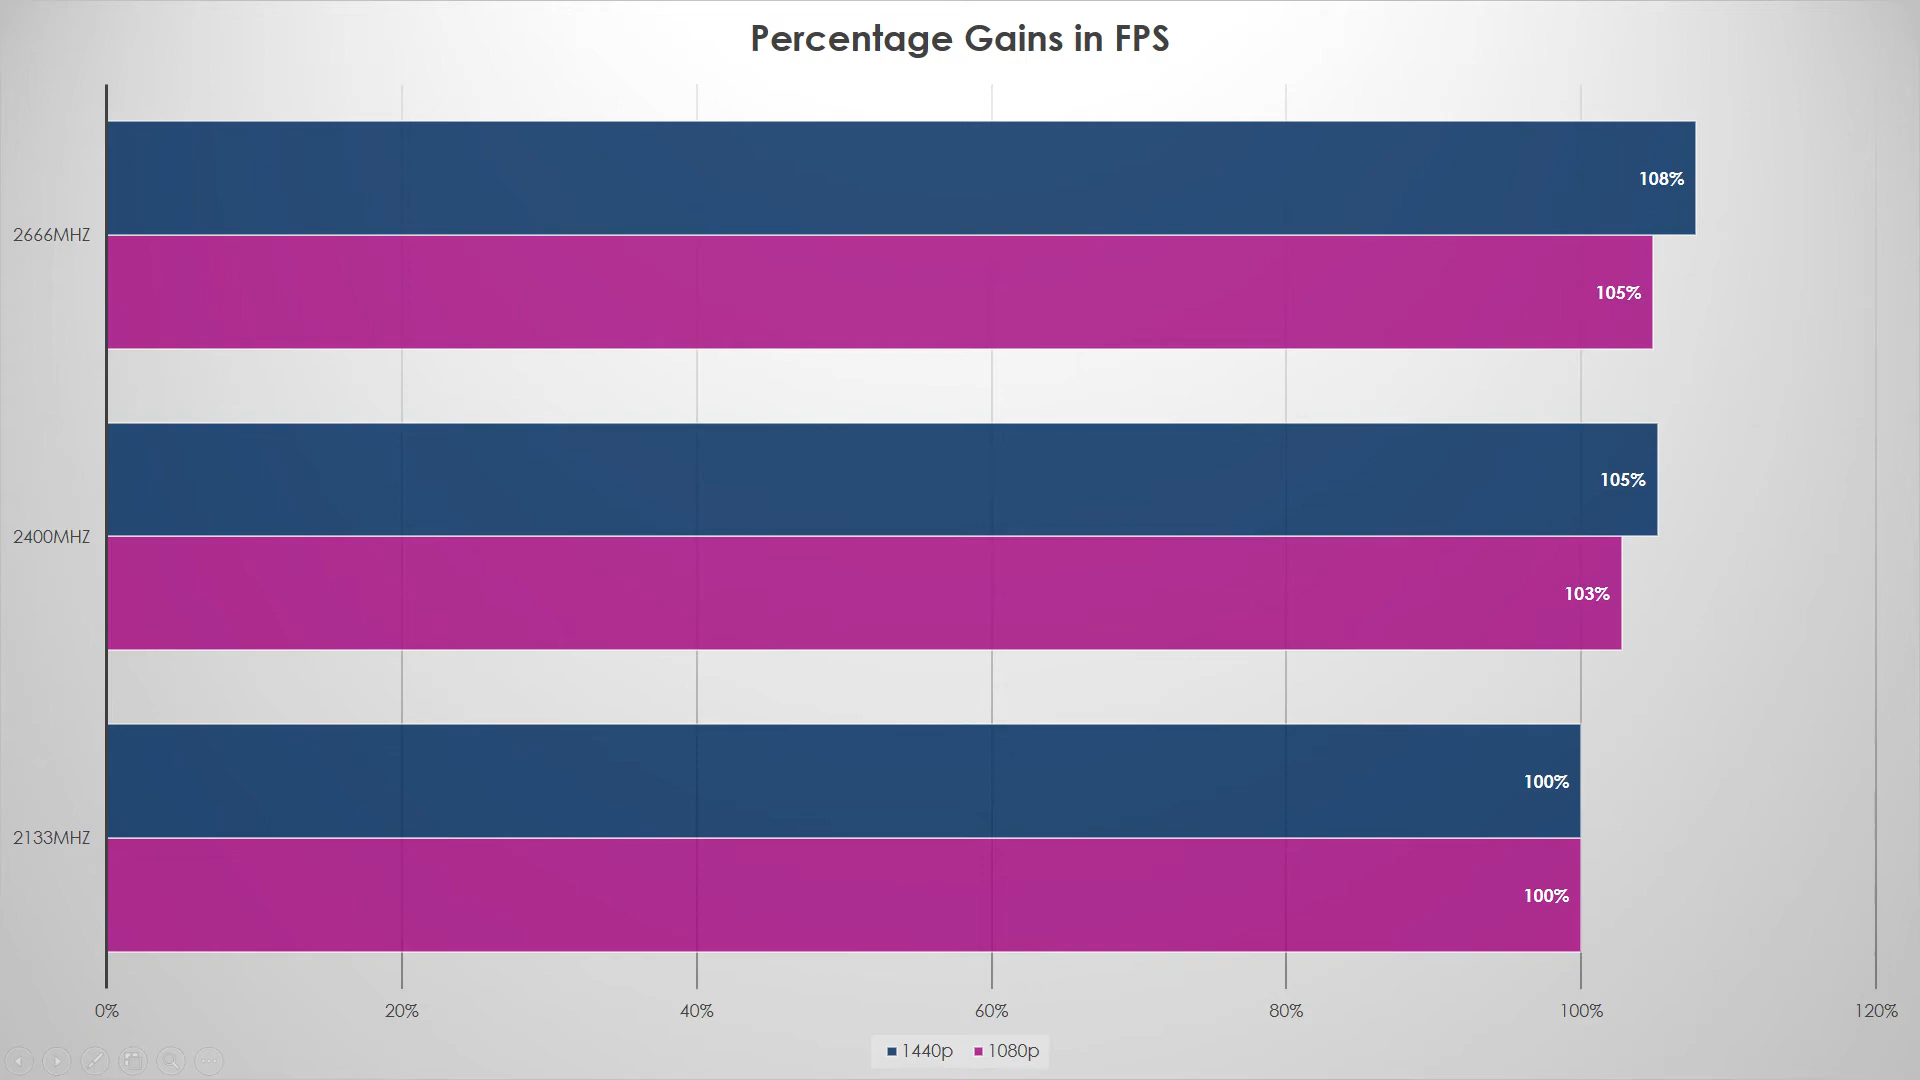 Percentage Gains in FPS
108%
2666MHZ
105%
105%
2400MHZ
103%
100%
2133MHZ
100%
0% 20% 40% 60% 80% 100% 120%
1440p 1080p